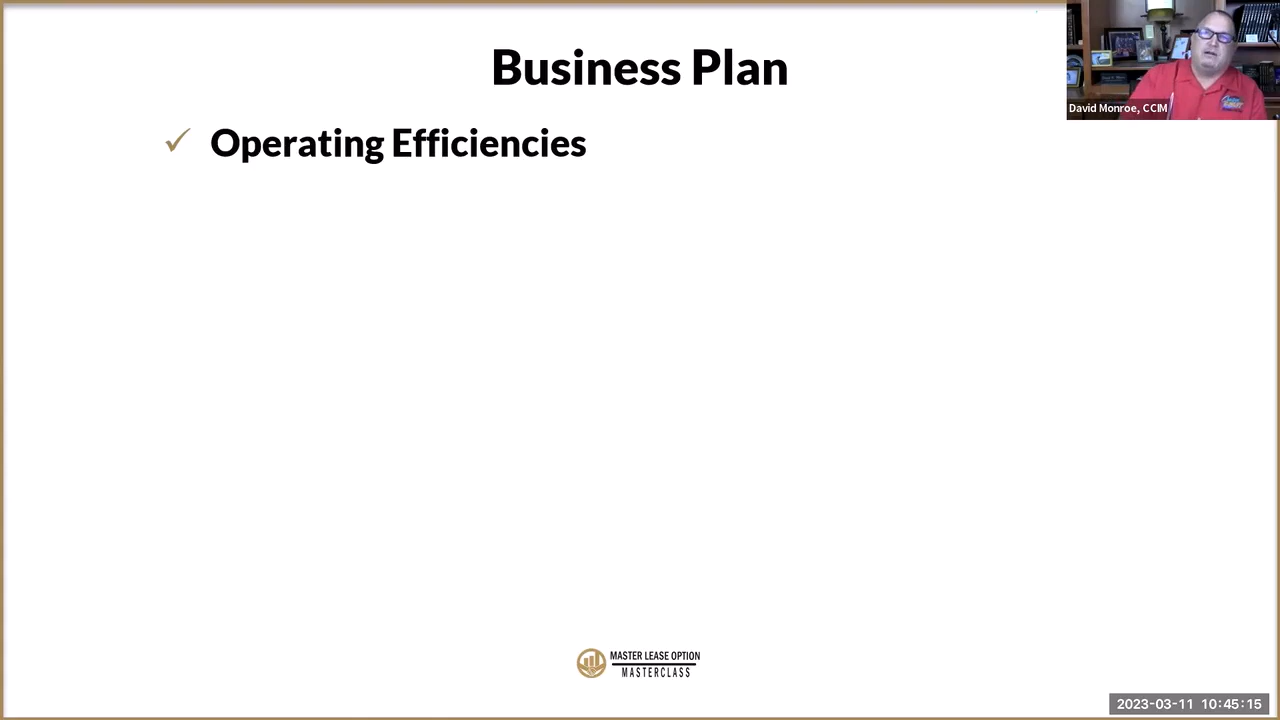 Business Plan
David Monroe, CCIM
✓ Operating Efficiencies
MASTER LEASE OPTION
MASTERCLASS
2023-03-11 10:45:15